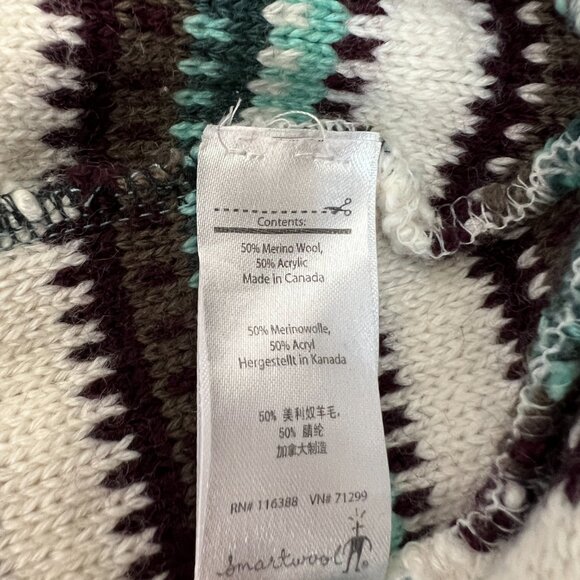 Contents:
50% Merino Wool,
50% Acrylic
Made in Canada
50% Merinowolle,
50% Acryl
Hergestellt in Kanada
50% 美利奴羊毛,
50% 腈纶
加拿大制造
RN# 116388 VN# 71299
Smartwool ®